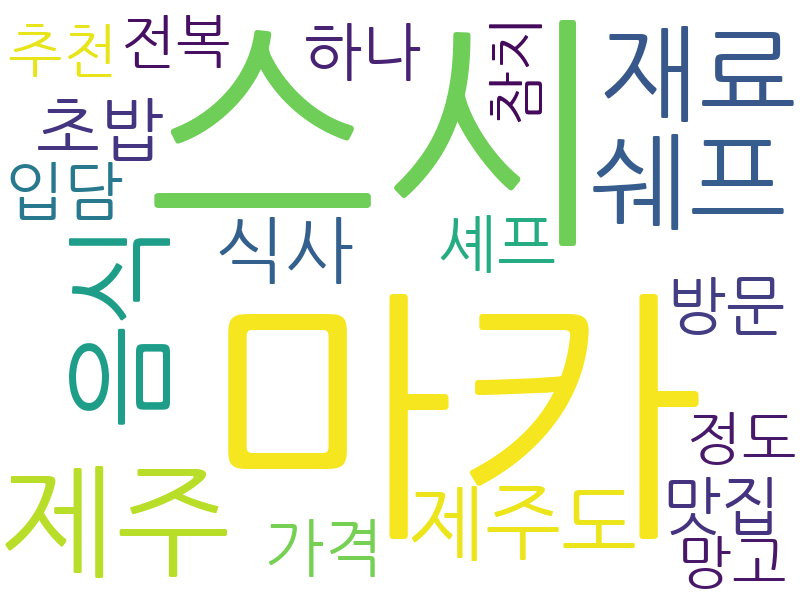 추천
전복
하나
참치
재료
스시
초밥
쉐프
입담
식사
셰프
음식
방문
마카
정도
제주
제주도
맛집
가격
망고